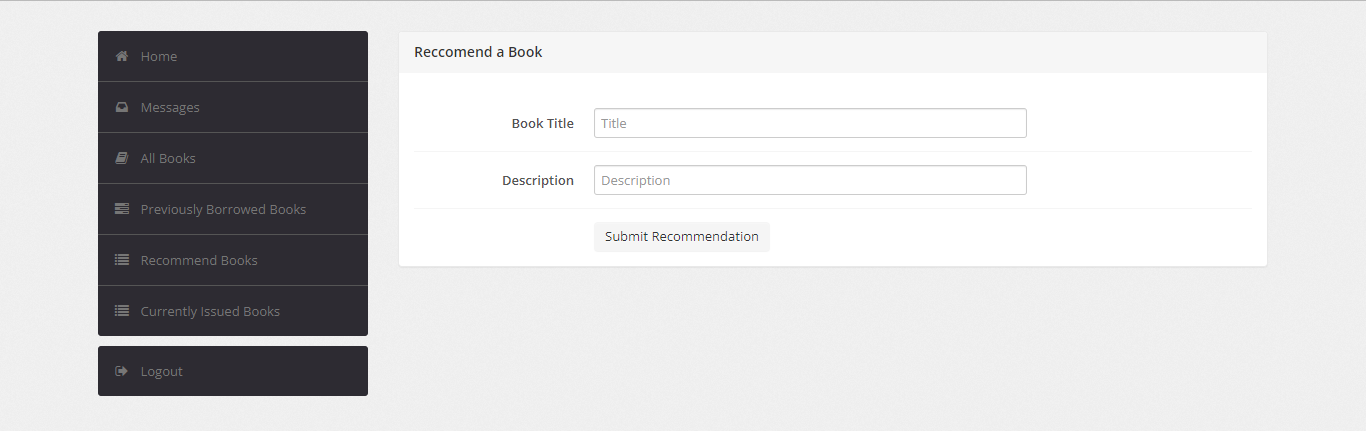 Home
Messages
All Books
Previously Borrowed Books
Recommend Books
Currently Issued Books
Logout
Reccomend a Book
Book Title
Title
Description
Description
Submit Recommendation